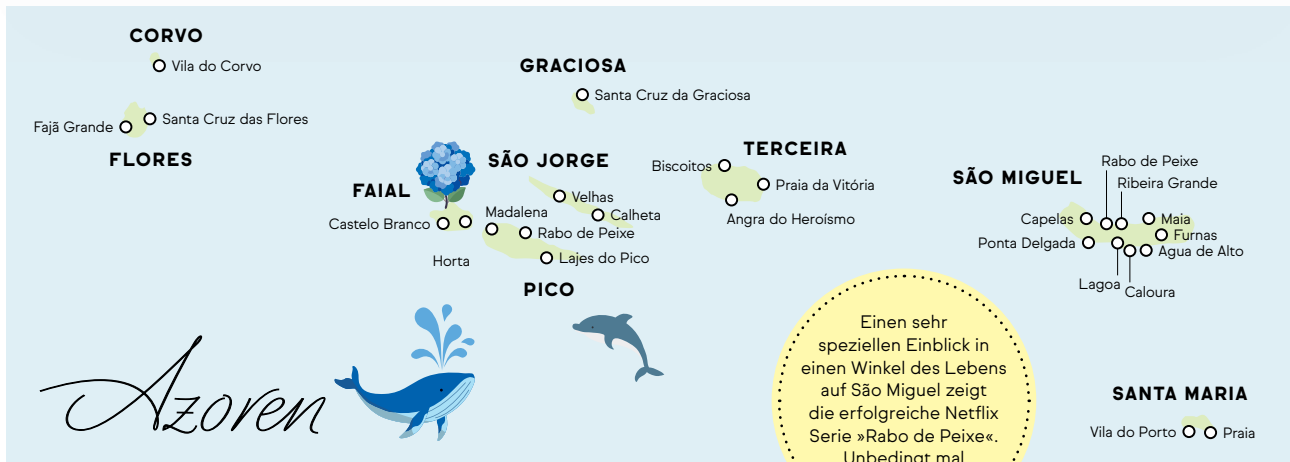 CORVO
Vila do Corvo
Fajã Grande
Santa Cruz das Flores
FLORES
GRACIOSA
Santa Cruz da Graciosa
FAIAL
Castelo Branco
Horta
SÃO JORGE
Velhas
Calheta
Madalena
Rabo de Peixe
Lajes do Pico
PICO
TERCEIRA
Biscoitos
Praia da Vitória
Angra do Heroísmo
SÃO MIGUEL
Rabo de Peixe
Ribeira Grande
Capelas
Maia
Furnas
Ponta Delgada
Agua de Alto
Lagoa
Caloura
Azoren
Einen sehr
speziellen Einblick in
einen Winkel des Lebens
auf São Miguel zeigt
die erfolgreiche Netflix
Serie »Rabo de Peixe«.
Unbedingt mal
SANTA MARIA
Vila do Porto
Praia